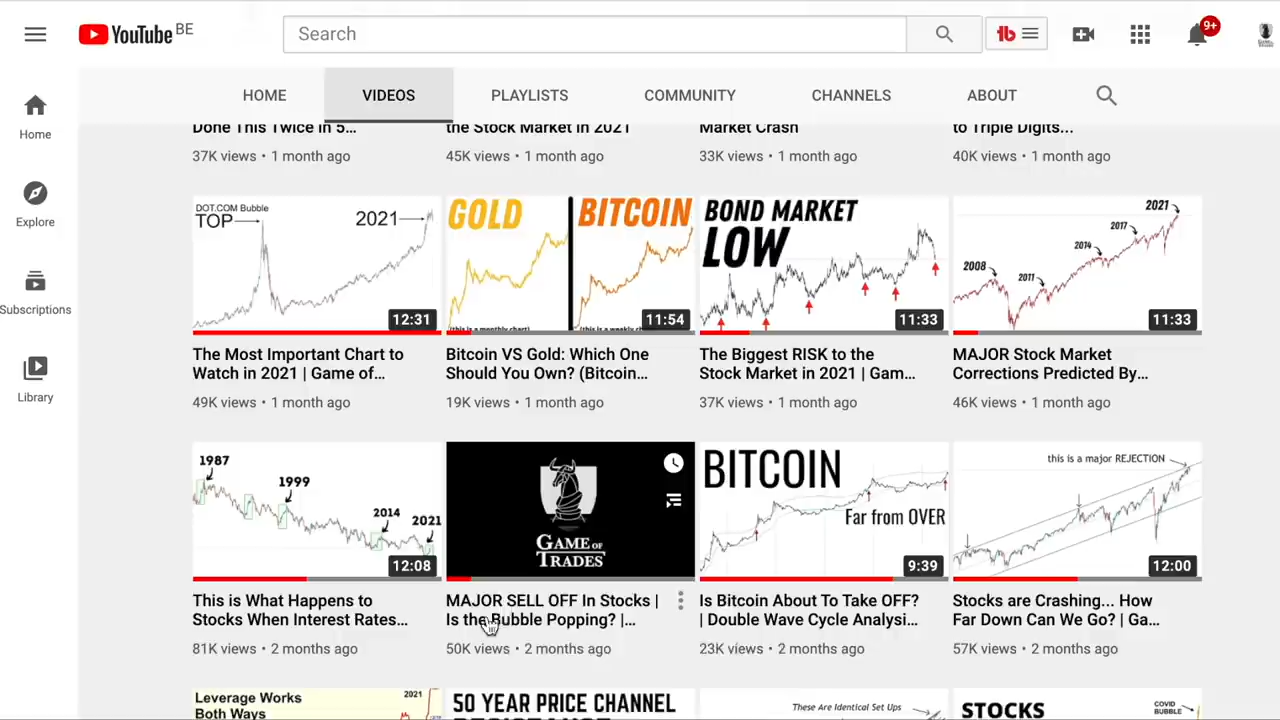 YouTube BE
Search
9+
HOME
VIDEOS
PLAYLISTS
COMMUNITY
CHANNELS
ABOUT
Home
Explore
Subscriptions
Library
Done This Twice in 5...
the Stock Market in 2021
Market Crash
to Triple Digits...
37K views • 1 month ago
45K views • 1 month ago
33K views • 1 month ago
40K views • 1 month ago
DOT.COM Bubble
TOP
2021
12:31
GOLD
BITCOIN
(this is a monthly chart)
(this is a weekly chart)
11:54
BOND MARKET
LOW
11:33
2008
2011
2014
2017
2021
11:33
The Most Important Chart to
Watch in 2021 | Game of...
49K views • 1 month ago
Bitcoin VS Gold: Which One
Should You Own? (Bitcoin...
19K views • 1 month ago
The Biggest RISK to the
Stock Market in 2021 | Gam...
37K views • 1 month ago
MAJOR Stock Market
Corrections Predicted By...
46K views • 1 month ago
1987
1999
2014
2021
12:08
GAME OF
TRADES
BITCOIN
Far from OVER
9:39
this is a major REJECTION
12:00
This is What Happens to
Stocks When Interest Rates...
81K views • 2 months ago
MAJOR SELL OFF In Stocks |
Is the Bubble Popping? |...
50K views • 2 months ago
Is Bitcoin About To Take OFF?
| Double Wave Cycle Analysi...
23K views • 2 months ago
Stocks are Crashing... How
Far Down Can We Go? | Ga...
57K views • 2 months ago
Leverage Works
Both Ways
2021
50 YEAR PRICE CHANNEL
These Are Identical Set Ups
STOCKS
COVID
BUBBLE